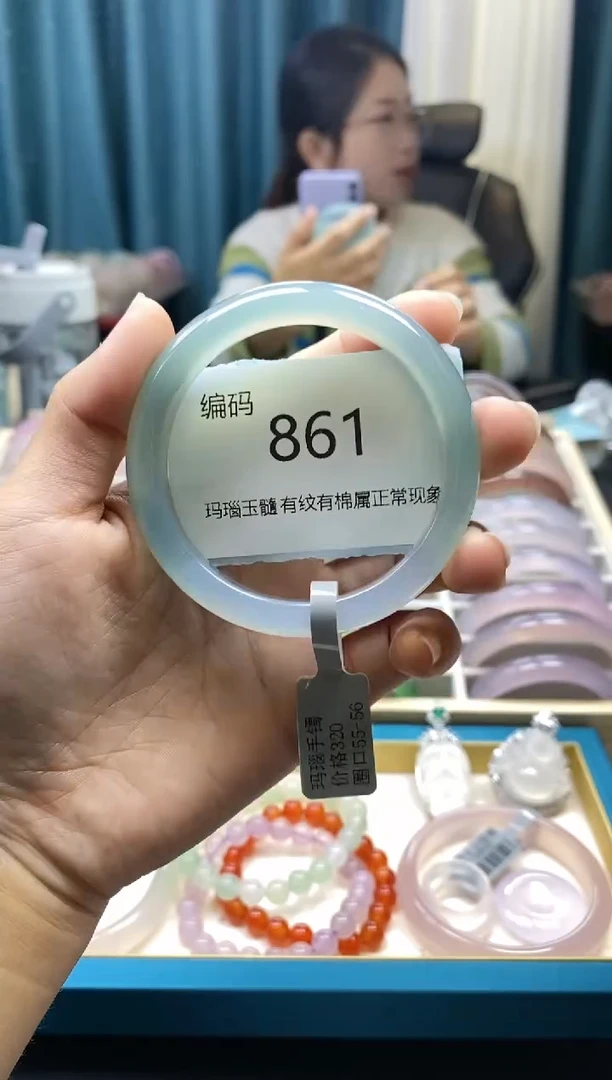 编码
861
玛瑙玉髓有纹有棉属正常现象
玛瑙手镯
价格320
圈口55-56